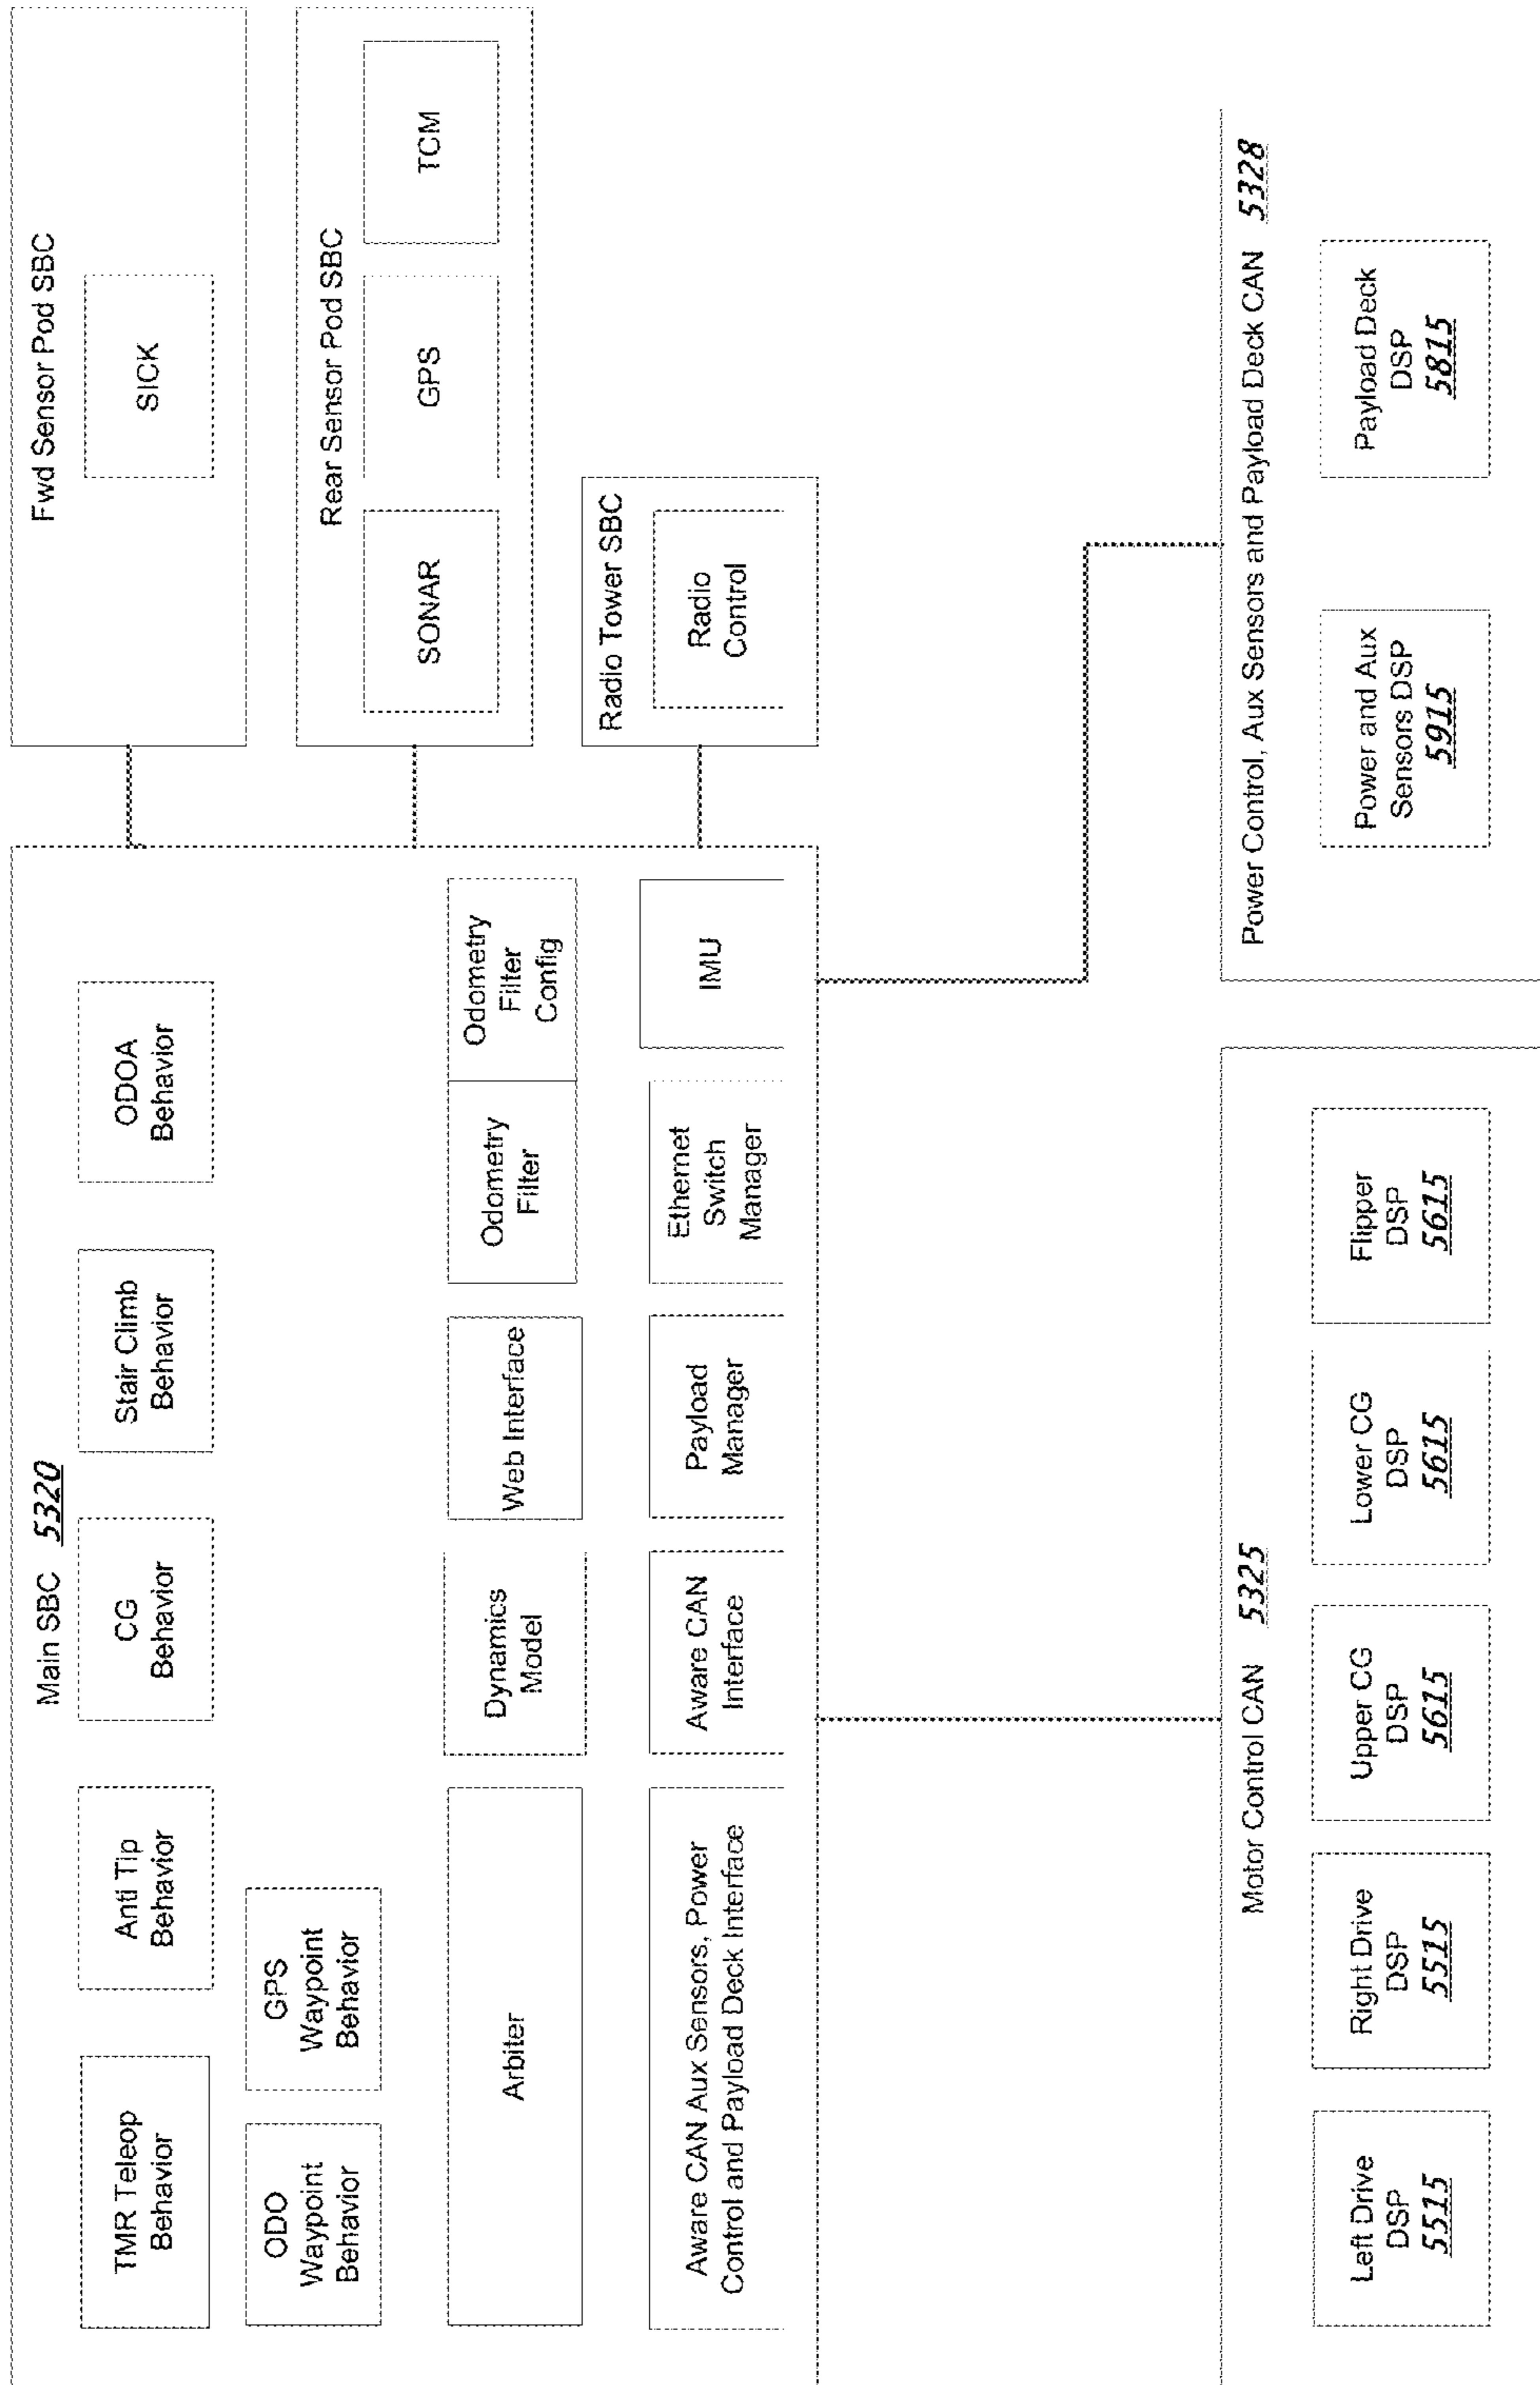 Main SBC 5320
TMR Teleop
Behavior
Anti Tip
Behavior
CG
Behavior
Stair Climb
Behavior
ODOA
Behavior
ODO
Waypoint
Behavior
GPS
Waypoint
Behavior
Arbiter
Dynamics
Model
Web Interface
Odometry
Filter
Odometry
Filter
Config
Aware CAN Aux Sensors, Power
Control and Payload Deck Interface
Aware CAN
Interface
Payload
Manager
Ethernet
Switch
Manager
IMU
Fwd Sensor Pod SBC
SICK
Rear Sensor Pod SBC
SONAR
GPS
TCM
Radio Tower SBC
Radio
Control
Motor Control CAN 5325
Left Drive
DSP
5515
Right Drive
DSP
5515
Upper CG
DSP
5615
Lower CG
DSP
5615
Flipper
DSP
5615
Power Control, Aux Sensors and Payload Deck CAN 5328
Power and Aux
Sensors DSP
5915
Payload Deck
DSP
5815